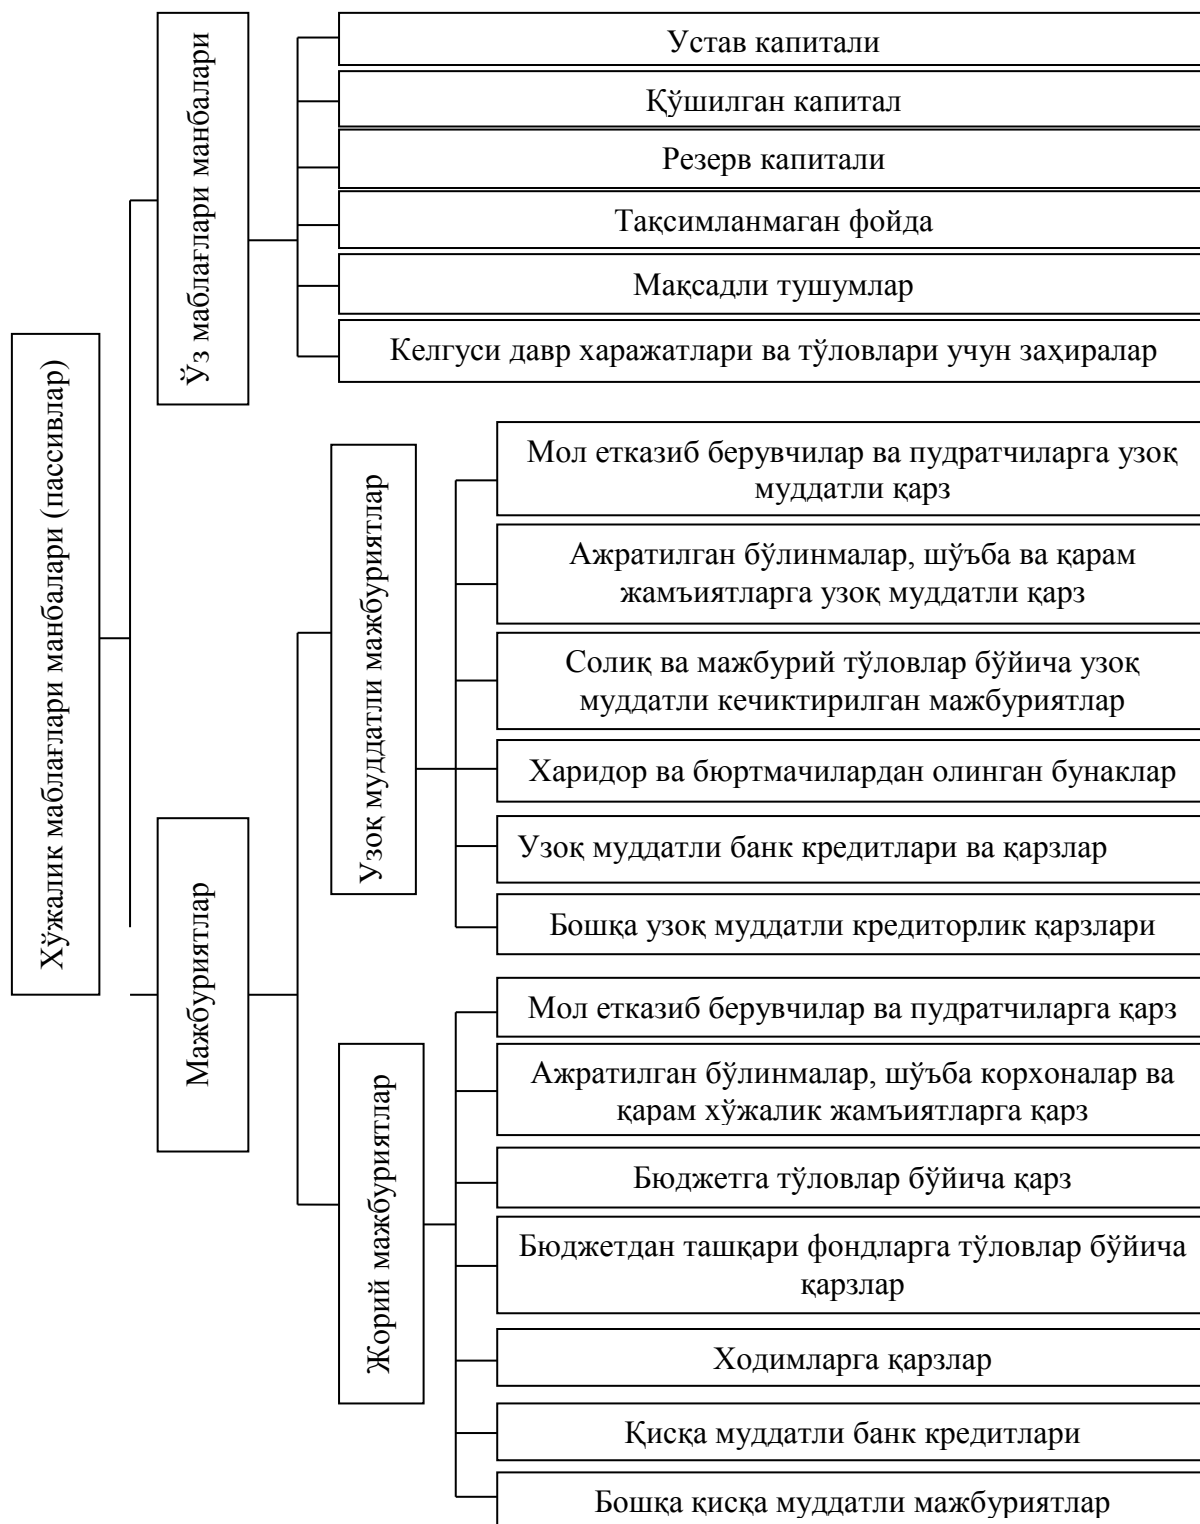 Хўжалик маблағлари манбалари (пассивлар)
Ўз маблағлари манбалари
Устав капитали
Қўшилган капитал
Резерв капитали
Тақсимланмаган фойда
Мақсадли тушумлар
Келгуси давр харажатлари ва тўловлари учун заҳиралар
Мажбуриятлар
Узоқ муддатли мажбуриятлар
Мол етказиб берувчилар ва пудратчиларга узоқ
муддатли қарз
Ажратилган бўлинмалар, шўъба ва қарам
жамъиятларга узоқ муддатли қарз
Солиқ ва мажбурий тўловлар бўйича узоқ
муддатли кечиктирилган мажбуриятлар
Харидор ва бюртмачилардан олинган бунаклар
Узоқ муддатли банк кредитлари ва қарзлар
Бошқа узоқ муддатли кредиторлик қарзлари
Жорий мажбуриятлар
Мол етказиб берувчилар ва пудратчиларга қарз
Ажратилган бўлинмалар, шўъба корхоналар ва
қарам хўжалик жамъиятларга қарз
Бюджетга тўловлар бўйича қарз
Бюджетдан ташқари фондларга тўловлар бўйича
қарзлар
Ходимларга қарзлар
Қисқа муддатли банк кредитлари
Бошқа қисқа муддатли мажбуриятлар